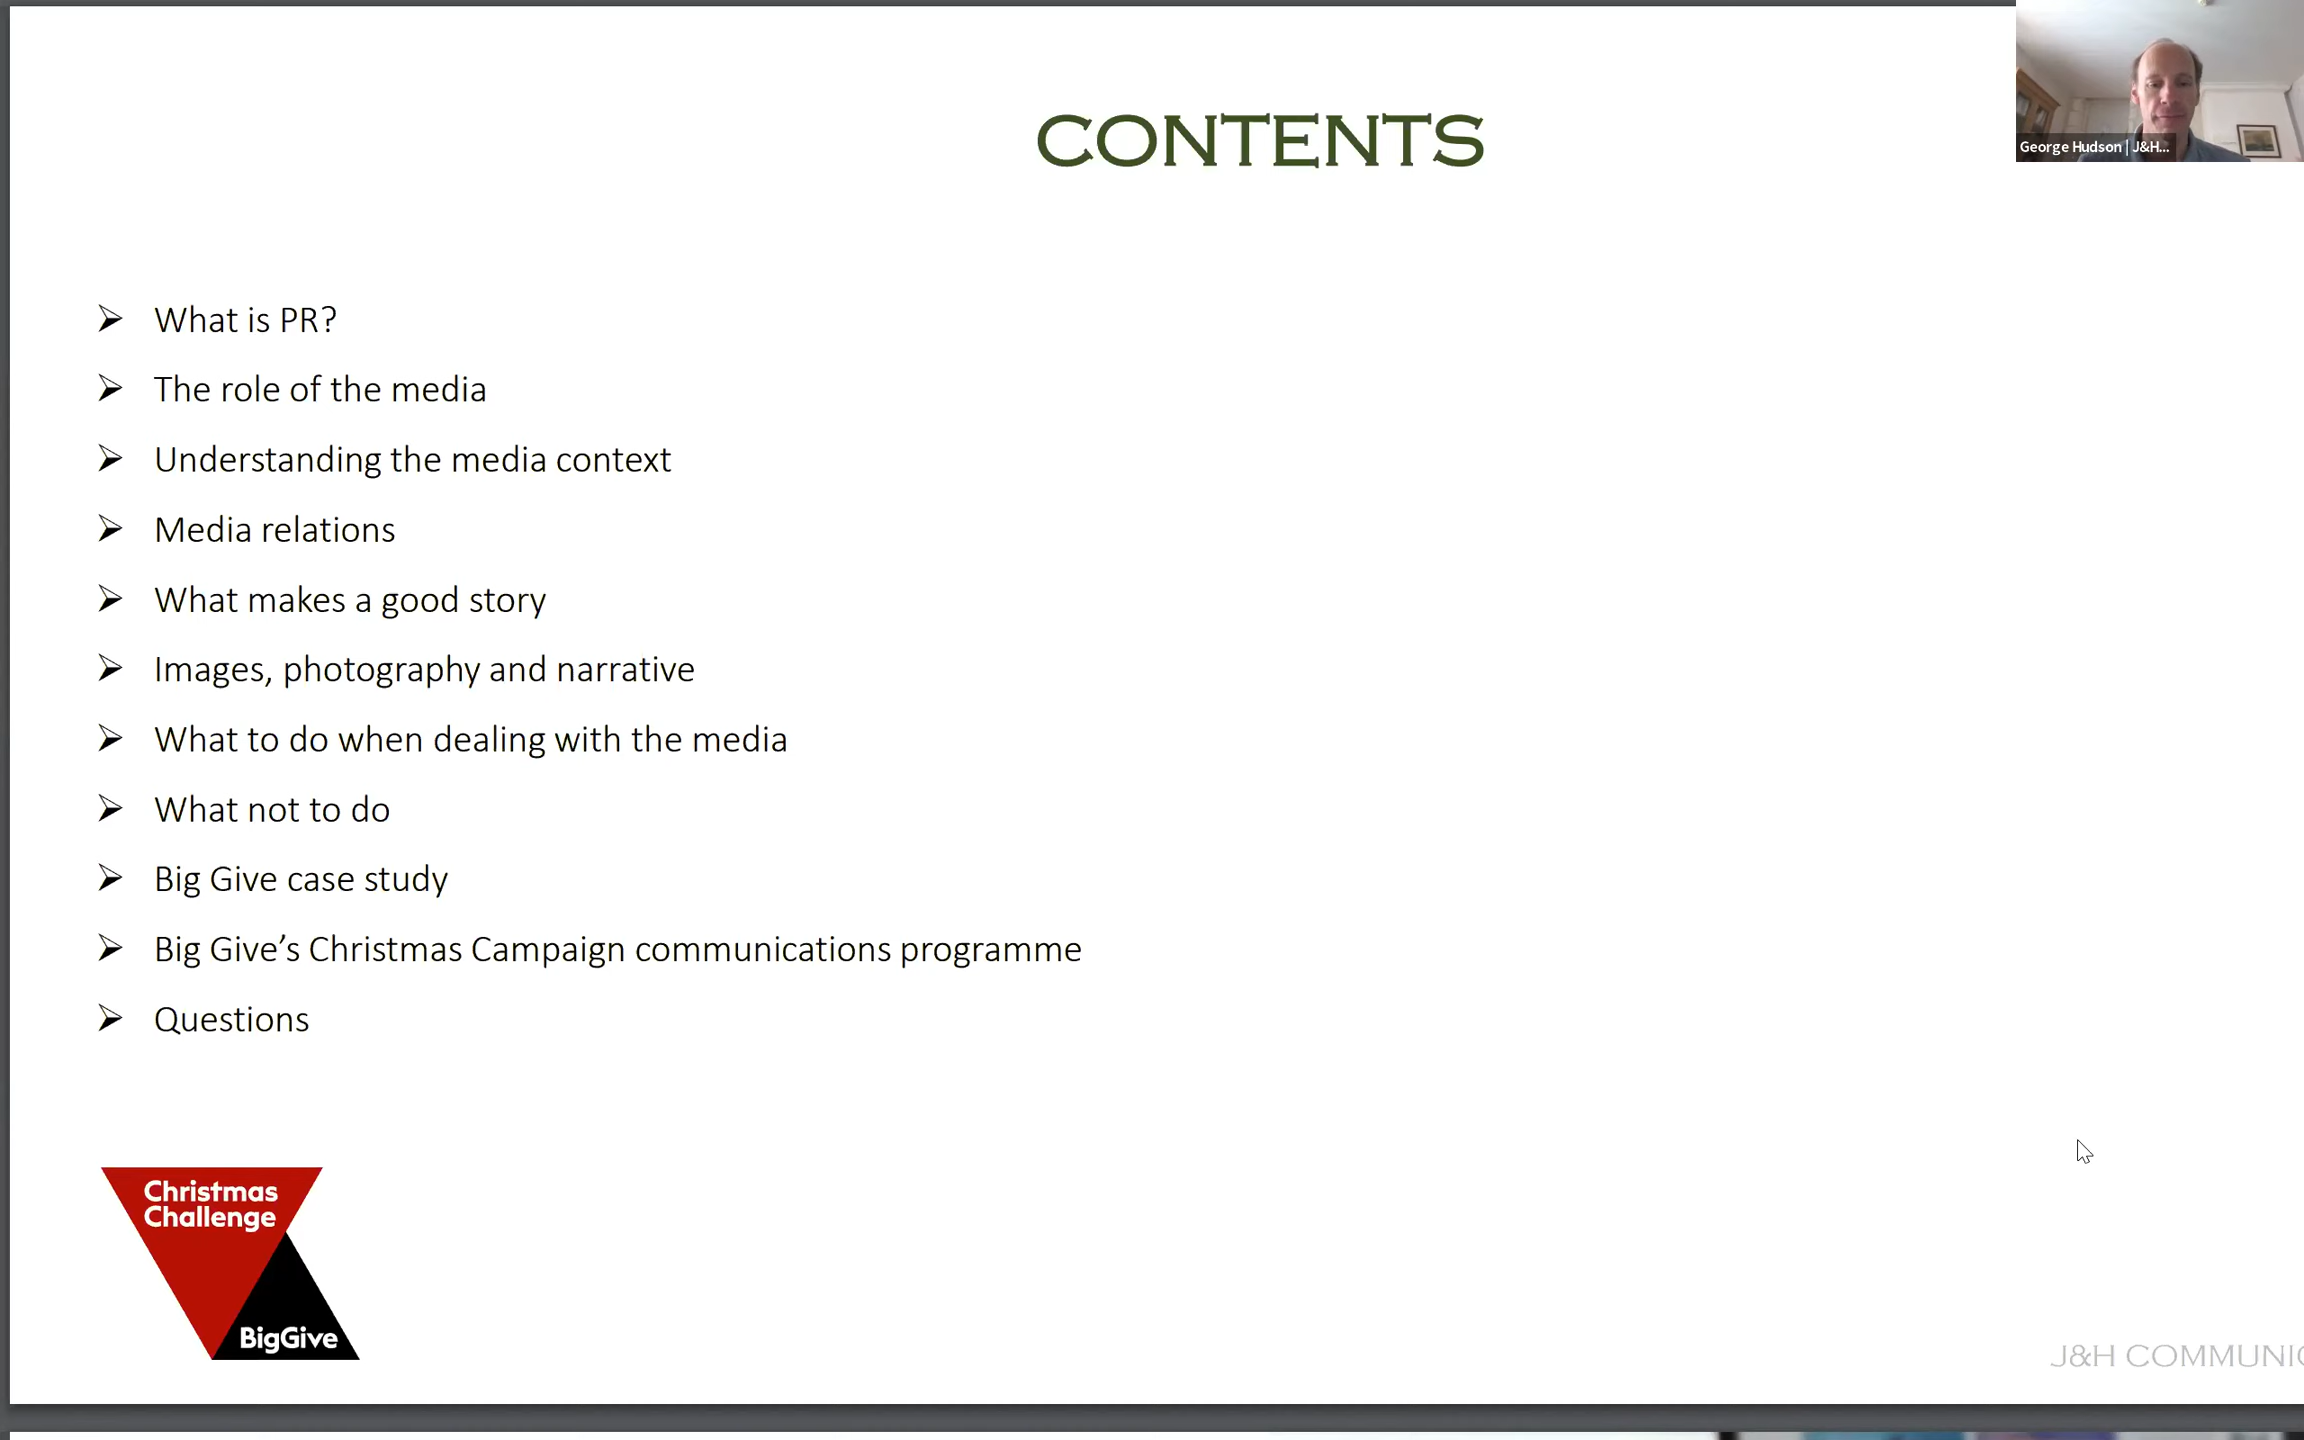 CONTENTS
George Hudson | J&H...
What is PR?
The role of the media
Understanding the media context
Media relations
What makes a good story
Images, photography and narrative
What to do when dealing with the media
What not to do
Big Give case study
Big Give’s Christmas Campaign communications programme
Questions
Christmas
Challenge
BigGive
J&H COMMUNIC